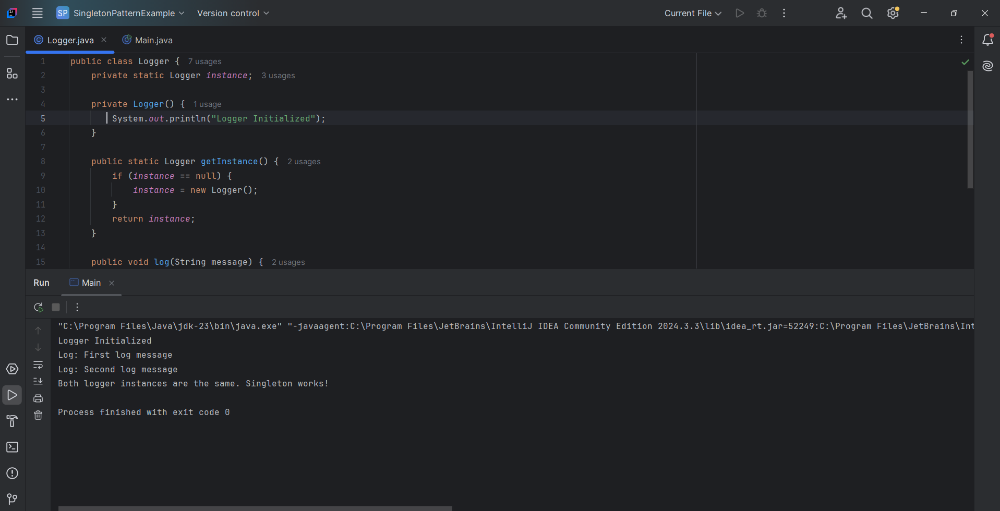 SP SingletonPatternExample Version control Current File
Logger.java Main.java
1 public class Logger { 7 usages
2 private static Logger instance; 3 usages
3
4 private Logger() { 1 usage
5 System.out.println("Logger Initialized");
6 }
7
8 public static Logger getInstance() { 2 usages
9 if (instance == null) {
10 instance = new Logger();
11 }
12 return instance;
13 }
14
15 public void log(String message) { 2 usages
Run Main
"C:\Program Files\Java\jdk-23\bin\java.exe" "-javaagent:C:\Program Files\JetBrains\IntelliJ IDEA Community Edition 2024.3.3\lib\idea_rt.jar=52249:C:\Program Files\JetBrains\Int
Logger Initialized
Log: First log message
Log: Second log message
Both logger instances are the same. Singleton works!
Process finished with exit code 0